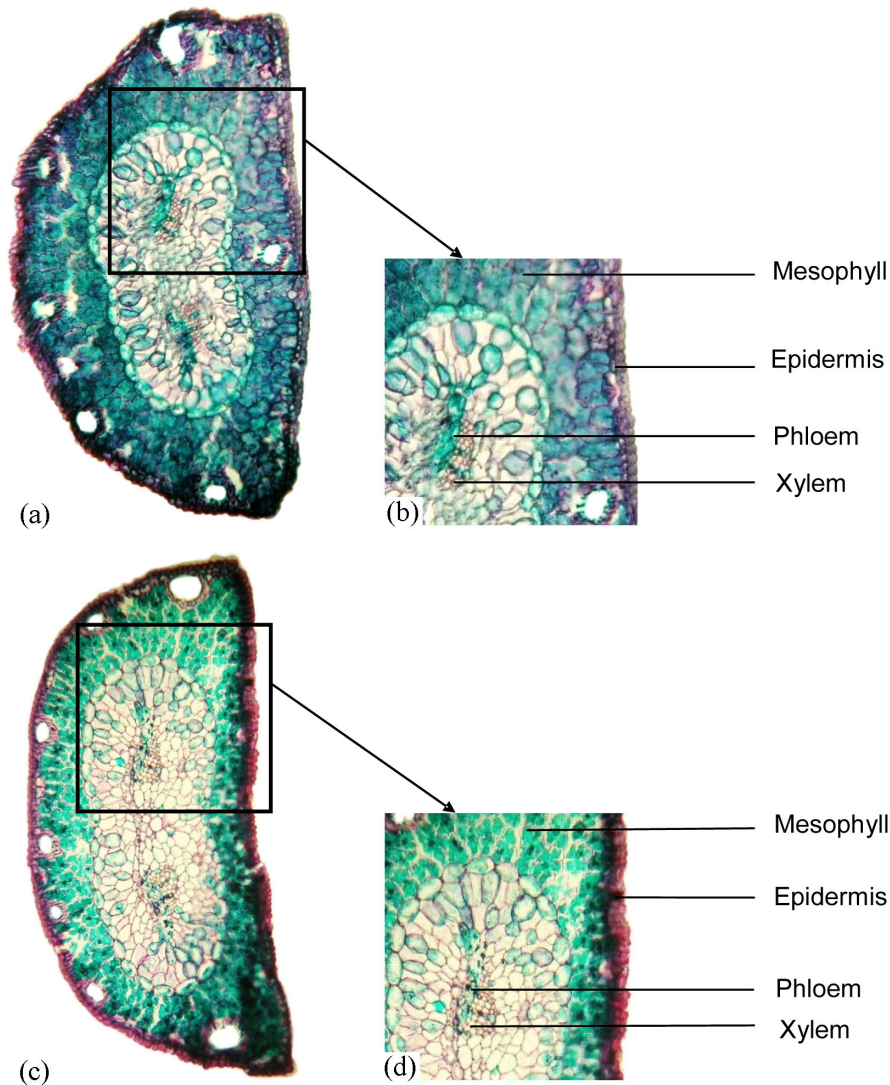 Mesophyll
Epidermis
Phloem
Xylem
(a)
(b)
Mesophyll
Epidermis
Phloem
Xylem
(c)
(d)